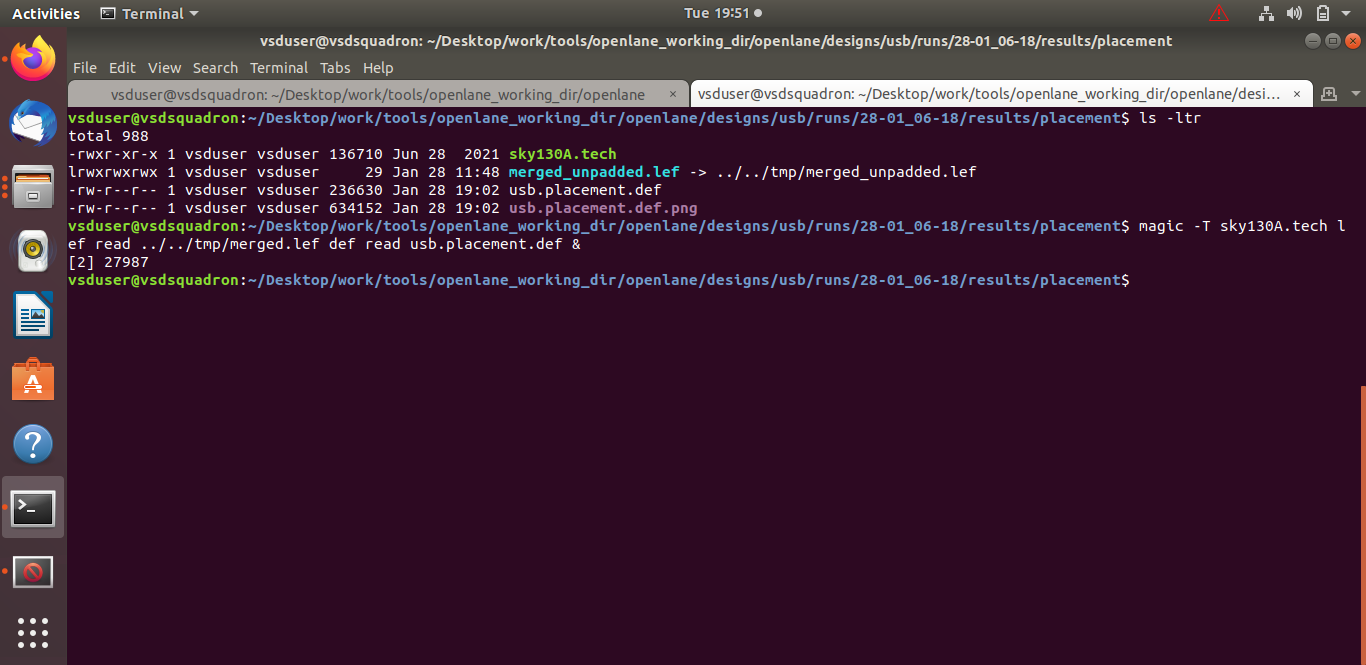 Activities Terminal Tue 19:51
vsduser@vsdsquadron: ~/Desktop/work/tools/openlane_working_dir/openlane/designs/usb/runs/28-01_06-18/results/placement
File Edit View Search Terminal Tabs Help
vsduser@vsdsquadron: ~/Desktop/work/tools/openlane_working_dir/openlane × vsduser@vsdsquadron: ~/Desktop/work/tools/openlane_working_dir/openlane/desi... ×
vsduser@vsdsquadron:~/Desktop/work/tools/openlane_working_dir/openlane/designs/usb/runs/28-01_06-18/results/placement$ ls -ltr
total 988
-rwxr-xr-x 1 vsduser vsduser 136710 Jun 28  2021 sky130A.tech
lrwxrwxrwx 1 vsduser vsduser     29 Jan 28 11:48 merged_unpadded.lef -> ../../tmp/merged_unpadded.lef
-rw-r--r-- 1 vsduser vsduser 236630 Jan 28 19:02 usb.placement.def
-rw-r--r-- 1 vsduser vsduser 634152 Jan 28 19:02 usb.placement.def.png
vsduser@vsdsquadron:~/Desktop/work/tools/openlane_working_dir/openlane/designs/usb/runs/28-01_06-18/results/placement$ magic -T sky130A.tech l
ef read ../../tmp/merged.lef def read usb.placement.def &
[2] 27987
vsduser@vsdsquadron:~/Desktop/work/tools/openlane_working_dir/openlane/designs/usb/runs/28-01_06-18/results/placement$